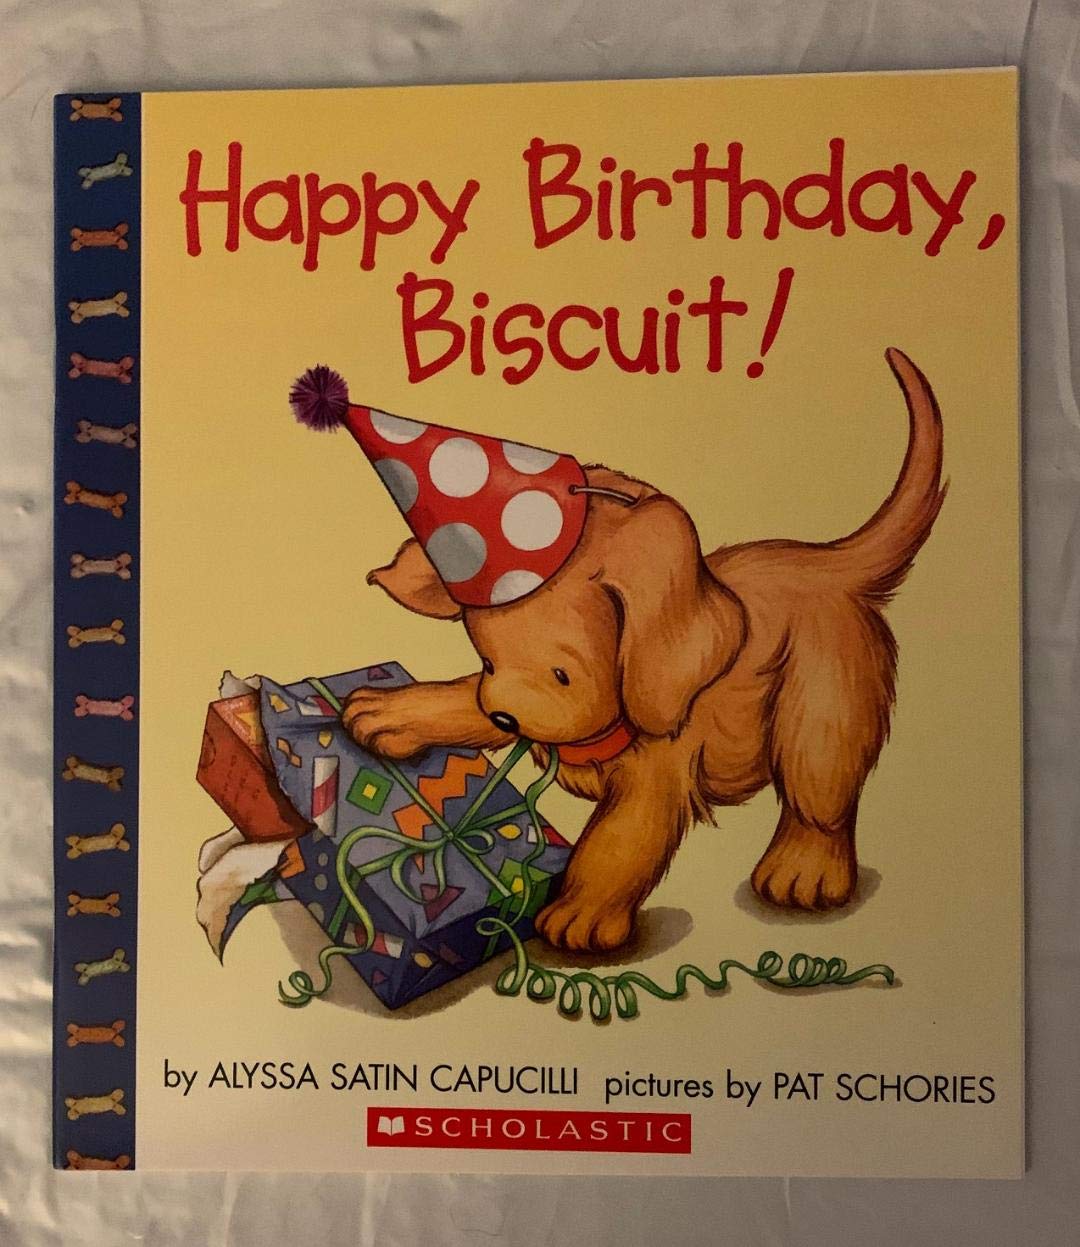 Happy Birthday,
Biscuit!
by ALYSSA SATIN CAPUCILLI pictures by PAT SCHORIES
SCHOLASTIC